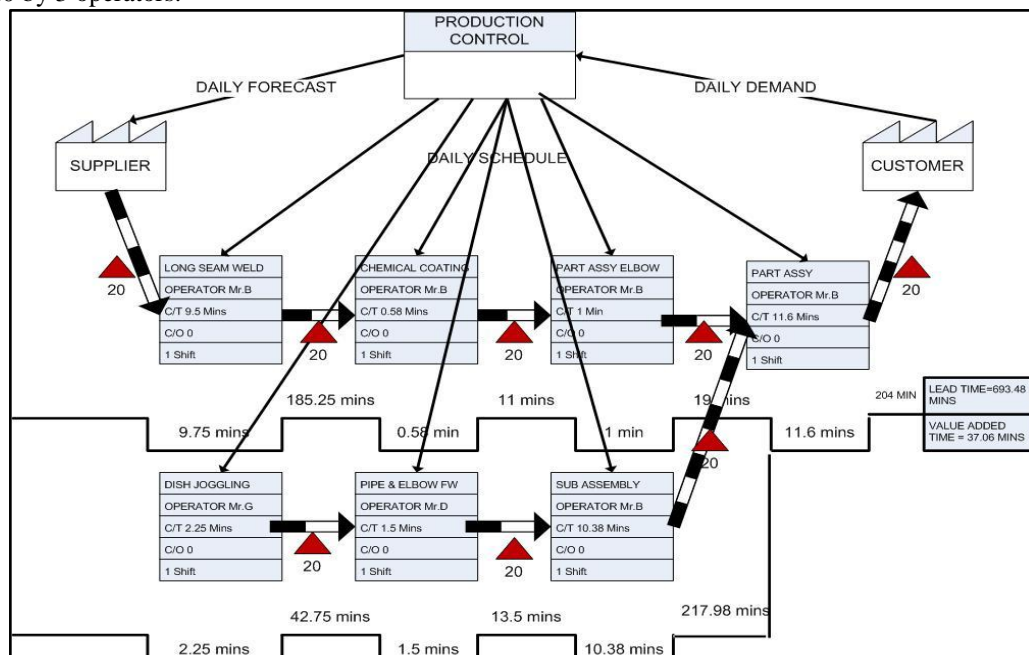 by 3 operators.
PRODUCTION
CONTROL
DAILY FORECAST
DAILY DEMAND
SUPPLIER
DAILY SCHEDULE
CUSTOMER
20
20
LONG SEAM WELD
OPERATOR Mr.B
C/T 9.5 Mins
C/O 0
1 Shift
20
CHEMICAL COATING
OPERATOR Mr.B
C/T 0.58 Mins
C/O 0
1 Shift
20
PART ASSY ELBOW
OPERATOR Mr.B
C/T 1 Min
C/O 0
1 Shift
20
PART ASSY
OPERATOR Mr.B
C/T 11.6 Mins
C/O 0
1 Shift
185.25 mins
11 mins
19 mins
204 MIN
LEAD TIME=693.48
MINS
VALUE ADDED
TIME = 37.06 MINS
9.75 mins
0.58 min
1 min
11.6 mins
20
DISH JOGGLING
OPERATOR Mr.G
C/T 2.25 Mins
C/O 0
1 Shift
20
PIPE & ELBOW FW
OPERATOR Mr.D
C/T 1.5 Mins
C/O 0
1 Shift
20
SUB ASSEMBLY
OPERATOR Mr.B
C/T 10.38 Mins
C/O 0
1 Shift
42.75 mins
13.5 mins
217.98 mins
2.25 mins
1.5 mins
10.38 mins